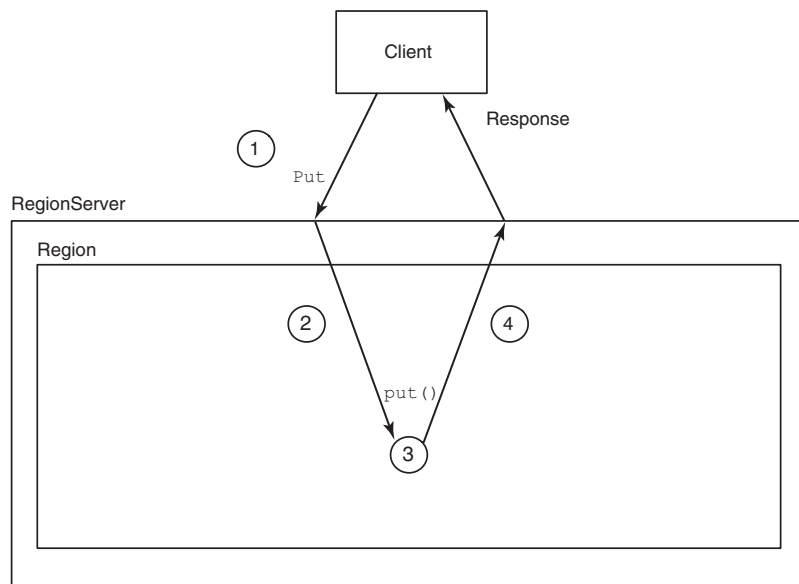 Client
Response
1
Put
RegionServer
Region
2
4
put()
3